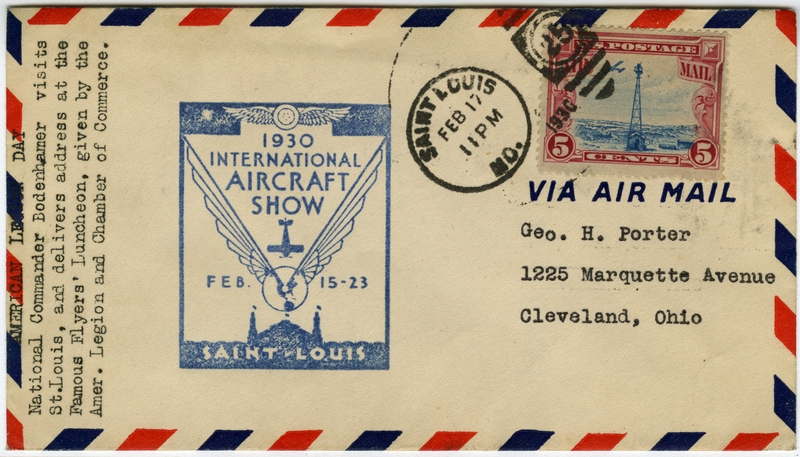 AMERICAN LEGION DAY
National Commander Bodenhamer visits
St.Louis, and delivers address at the
Famous Flyers' Luncheon, given by the
Amer. Legion and Chamber of Commerce.
1930
INTERNATIONAL
AIRCRAFT
SHOW
FEB. 15-23
SAINT-LOUIS
SAINT LOUIS
FEB 17
11 PM
MO.
1930
25
U.S. POSTAGE
MAIL
5 CENTS 5
VIA AIR MAIL
Geo. H. Porter
1225 Marquette Avenue
Cleveland, Ohio